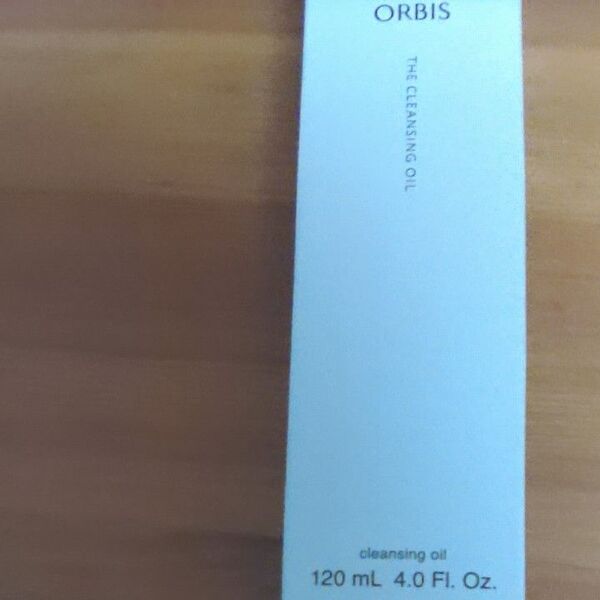 ORBIS
THE CLEANSING OIL
cleansing oil
120 mL 4.0 Fl. Oz.